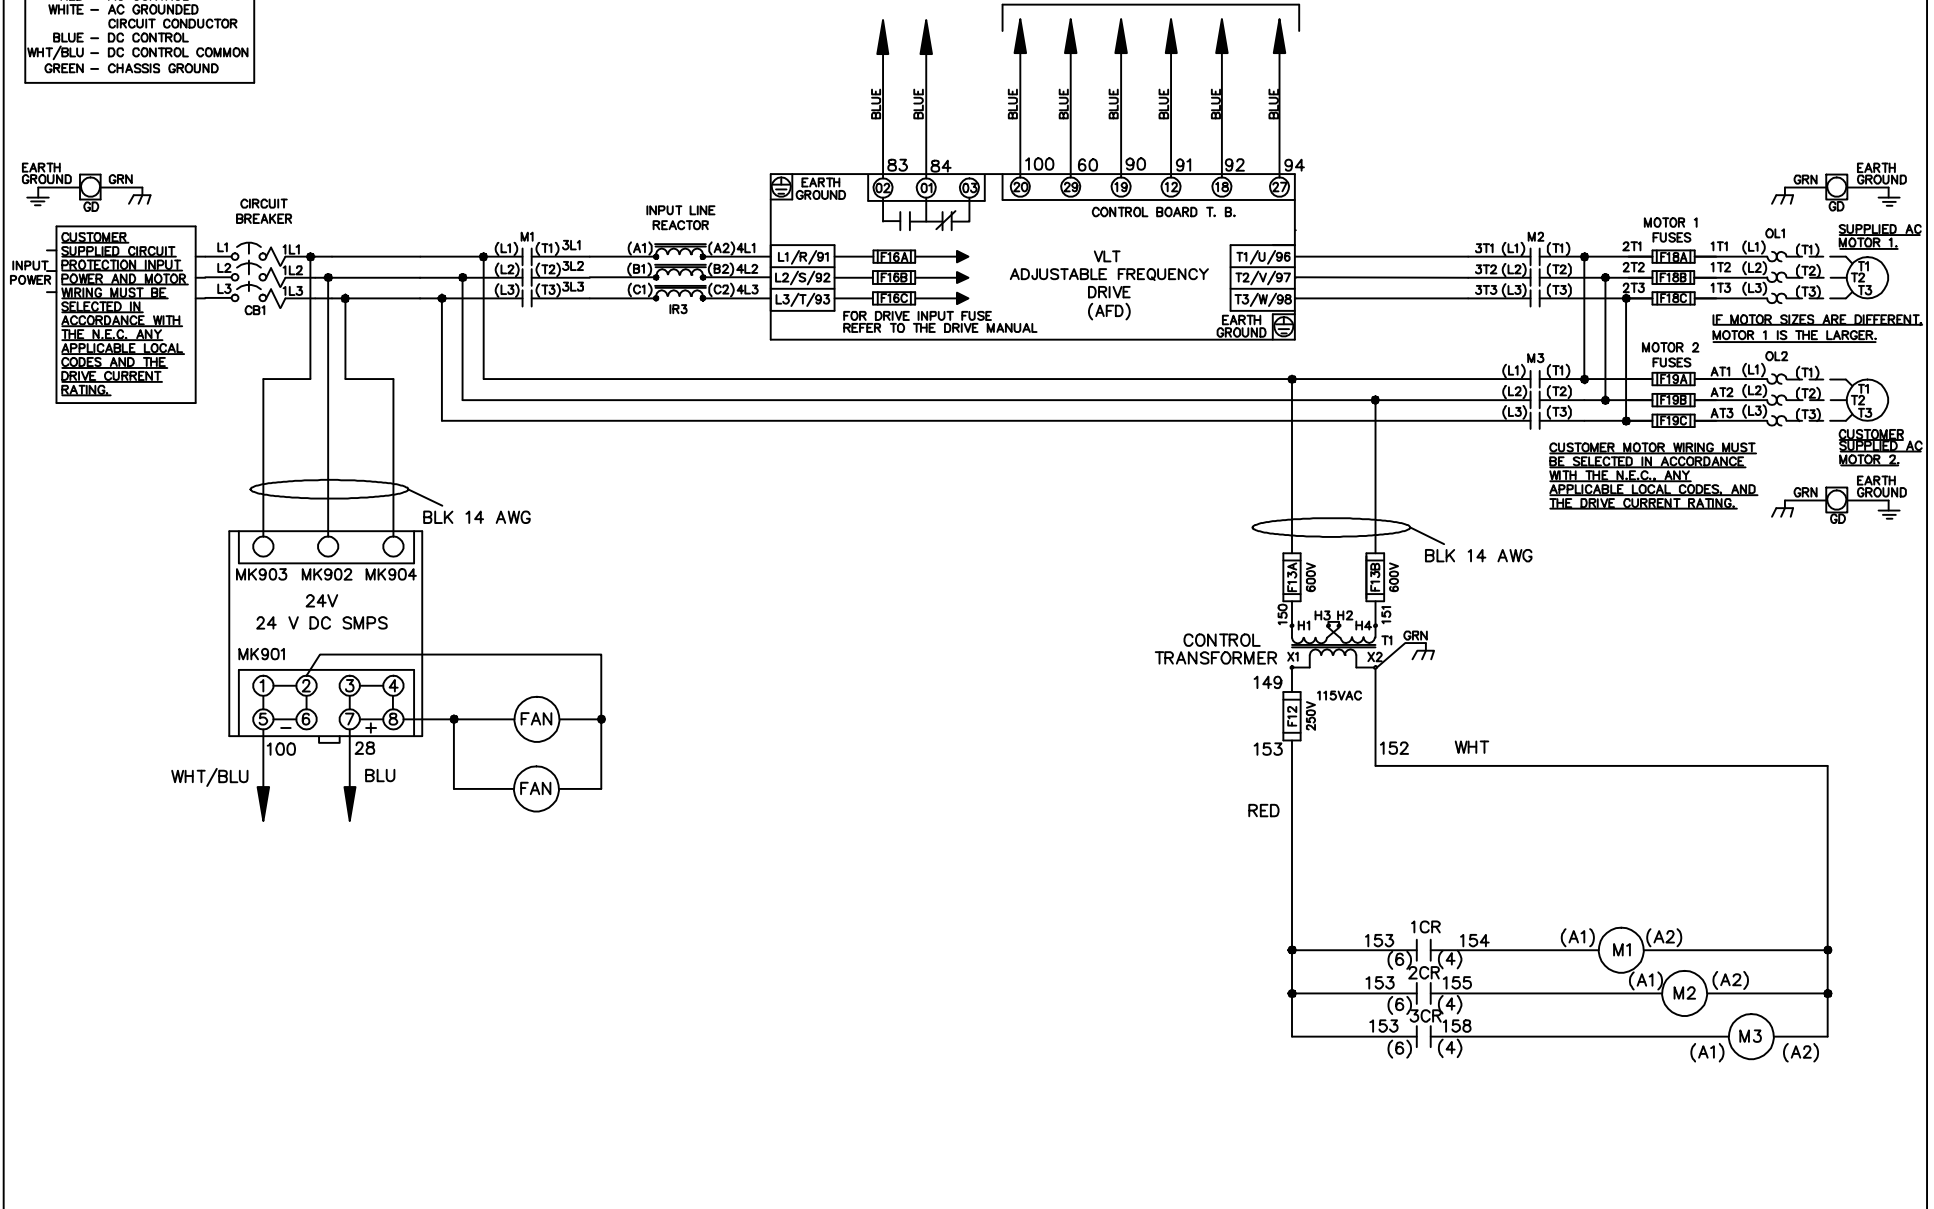 WHITE – AC GROUNDED
CIRCUIT CONDUCTOR
BLUE – DC CONTROL
WHT/BLU – DC CONTROL COMMON
GREEN – CHASSIS GROUND
BLUE BLUE BLUE BLUE BLUE BLUE BLUE BLUE
83 84 100 60 90 91 92 94
EARTH
GROUND
GRN
GD
CIRCUIT
BREAKER
CUSTOMER
SUPPLIED CIRCUIT
PROTECTION INPUT
POWER AND MOTOR
WIRING MUST BE
SELECTED IN
ACCORDANCE WITH
THE N.E.C. ANY
APPLICABLE LOCAL
CODES AND THE
DRIVE CURRENT
RATING.
INPUT
POWER
L1 1L1
L2 1L2
L3 1L3
CB1
M1
(L1) (T1) 3L1
(L2) (T2) 3L2
(L3) (T3) 3L3
INPUT LINE
REACTOR
(A1) (A2) 4L1
(B1) (B2) 4L2
(C1) (C2) 4L3
IR3
EARTH
GROUND
02 01 03
20 29 19 12 18 27
CONTROL BOARD T. B.
L1/R/91 F16A
L2/S/92 F16B
L3/T/93 F16C
FOR DRIVE INPUT FUSE
REFER TO THE DRIVE MANUAL
VLT
ADJUSTABLE FREQUENCY
DRIVE
(AFD)
T1/U/96
T2/V/97
T3/W/98
EARTH
GROUND
M2
3T1 (L1) (T1)
3T2 (L2) (T2)
3T3 (L3) (T3)
MOTOR 1
FUSES
2T1 F18A 1T1
2T2 F18B 1T2
2T3 F18C 1T3
OL1
(L1) (T1)
(L2) (T2)
(L3) (T3)
GRN
EARTH
GROUND
GD
SUPPLIED AC
MOTOR 1.
T1
T2
T3
IF MOTOR SIZES ARE DIFFERENT,
MOTOR 1 IS THE LARGER.
M3
(L1) (T1)
(L2) (T2)
(L3) (T3)
MOTOR 2
FUSES
F19A AT1
F19B AT2
F19C AT3
OL2
(L1) (T1)
(L2) (T2)
(L3) (T3)
T1
T2
T3
CUSTOMER
SUPPLIED AC
MOTOR 2.
CUSTOMER MOTOR WIRING MUST
BE SELECTED IN ACCORDANCE
WITH THE N.E.C., ANY
APPLICABLE LOCAL CODES, AND
THE DRIVE CURRENT RATING.
GRN
EARTH
GROUND
GD
BLK 14 AWG
MK903 MK902 MK904
24V
24 V DC SMPS
MK901
1 2 3 4
5 – 6 7 + 8
100 28
WHT/BLU BLU
FAN
FAN
BLK 14 AWG
F13A 600V
F13B 600V
150 151
H1 H3 H2 H4
T1
GRN
CONTROL
TRANSFORMER
X1 X2
149
115VAC
F12 250V
153
152 WHT
RED
1CR
153 154 (A1) M1 (A2)
(6) (4)
2CR
153 155 (A1) M2 (A2)
(6) (4)
3CR
153 158 M3
(6) (4) (A1) (A2)